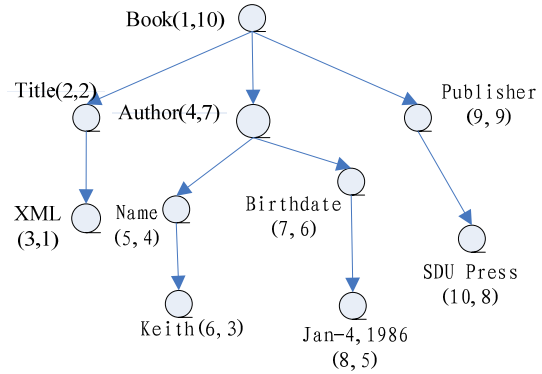 Book(1,10)
Title(2,2)
Author(4,7)
Publisher
(9, 9)
XML
(3,1)
Name
(5, 4)
Birthdate
(7, 6)
SDU Press
(10, 8)
Keith(6, 3)
Jan-4, 1986
(8, 5)